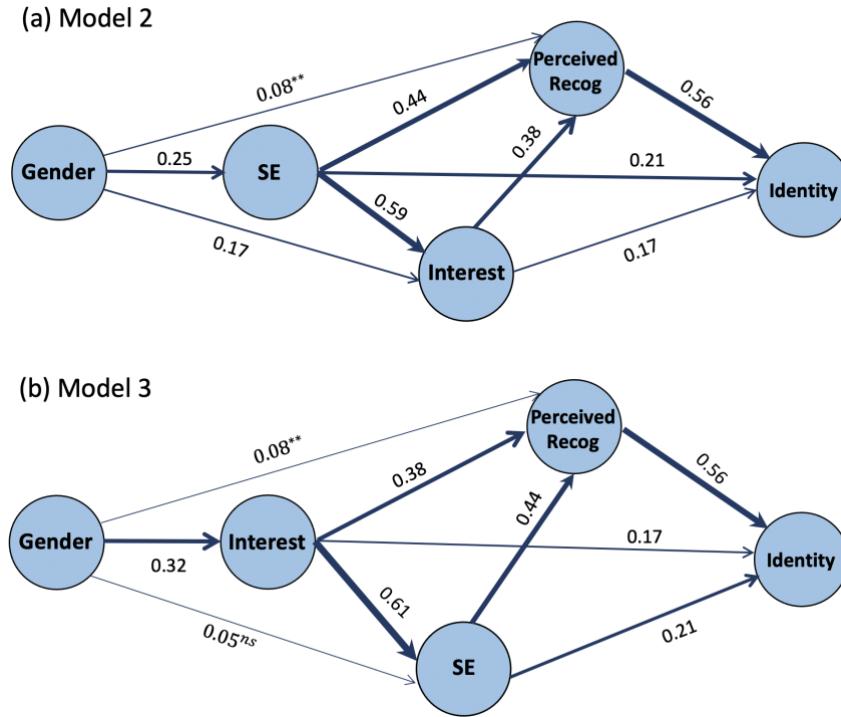 (a) Model 2
Perceived
Recog
0.08**
0.44
0.56
0.38
0.25
Gender
SE
0.21
Identity
0.59
0.17
Interest
0.17
(b) Model 3
Perceived
Recog
0.08**
0.38
0.56
0.44
Gender
Interest
0.17
0.32
Identity
0.61
0.05ns
0.21
SE